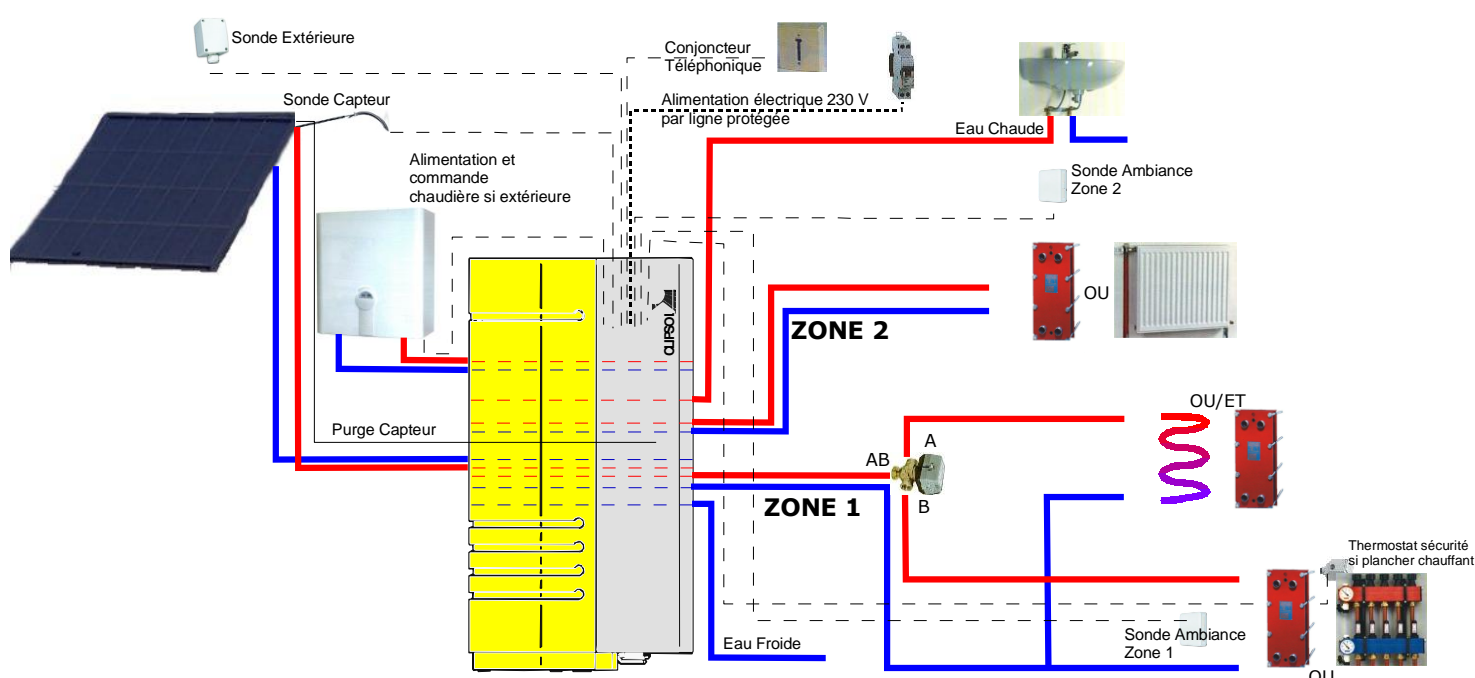 Sonde Extérieure
Conjoncteur
Téléphonique
Sonde Capteur
Alimentation électrique 230 V
par ligne protégée
Eau Chaude
Alimentation et
commande
chaudière si extérieure
Sonde Ambiance
Zone 2
CLIPSOL
OU
ZONE 2
OU/ET
Purge Capteur
A
AB
B
ZONE 1
Thermostat sécurité
si plancher chauffant
Eau Froide
Sonde Ambiance
Zone 1
OU